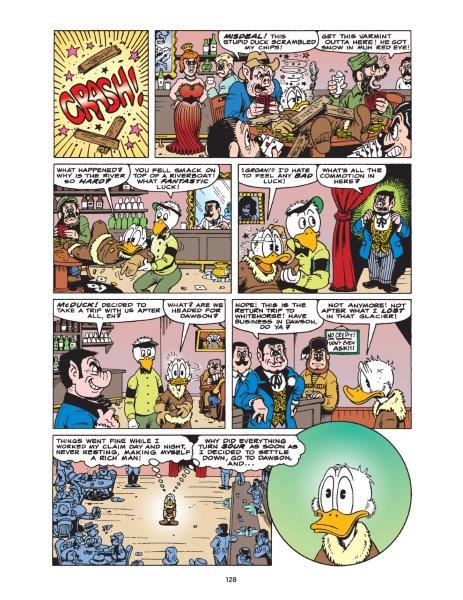 CRASH!
MISDEAL! THIS
STUPID DUCK SCRAMBLED
MY CHIPS!
GET THIS VARMINT
OUTTA HERE! HE GOT
SNOW IN MUH RED EYE!
WHAT HAPPENED?
WHY IS THE RIVER
SO HARD?
YOU FELL SMACK ON
TOP OF A RIVERBOAT!
WHAT FANTASTIC
LUCK!
(GROAN!) I'D HATE
TO FEEL ANY BAD
LUCK!
WHAT'S ALL THE
COMMOTION IN
HERE?
McDUCK! DECIDED TO
TAKE A TRIP WITH US AFTER
ALL, EH?
WHAT? ARE WE
HEADED FOR
DAWSON?
NOPE! THIS IS THE
RETURN TRIP TO
WHITEHORSE! HAVE
BUSINESS IN DAWSON,
DO YA?
NOT ANYMORE! NOT
AFTER WHAT I LOST
IN THAT GLACIER!
NO CREDIT!
DON'T EVEN
ASK!!!
THINGS WENT FINE WHILE I
WORKED MY CLAIM DAY AND NIGHT,
NEVER RESTING, MAKING MYSELF
A RICH MAN!
WHY DID EVERYTHING
TURN SOUR AS SOON AS
I DECIDED TO SETTLE
DOWN, GO TO DAWSON,
AND...
128